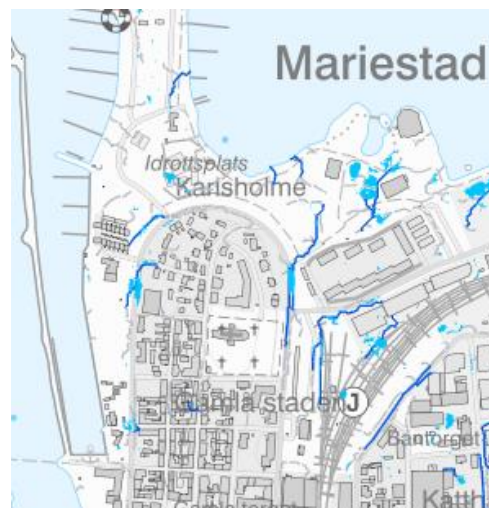 Mariestad
Idrottsplats
Karlsholme
Gamla staden
J
Bantorget